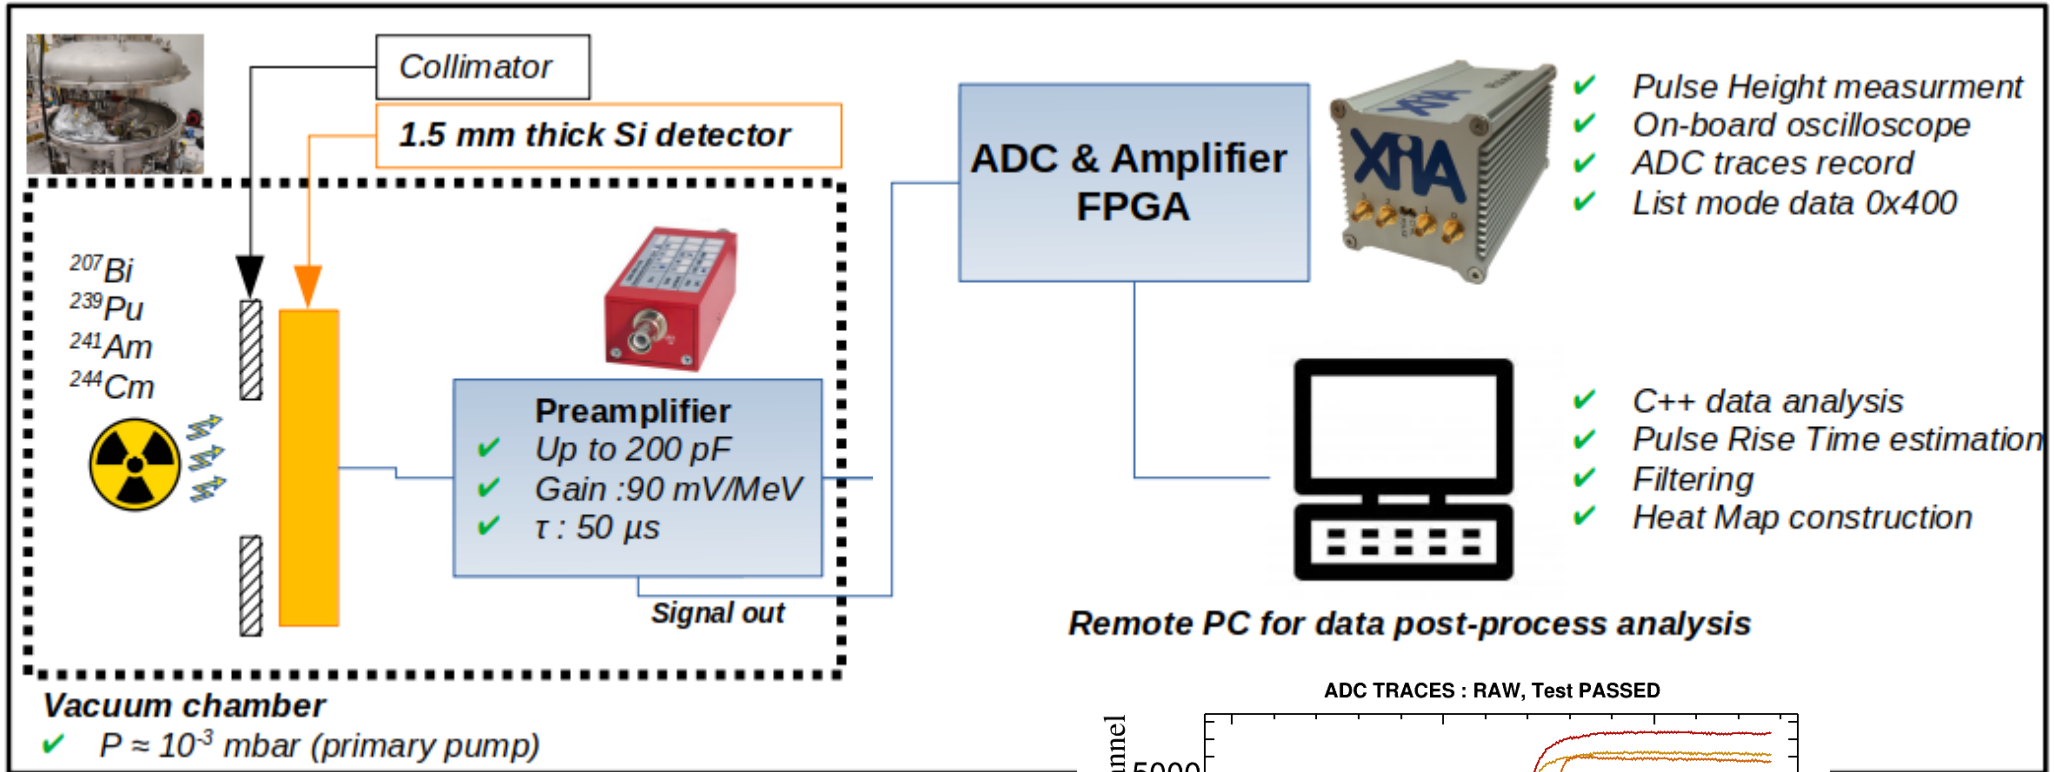 Collimator
1.5 mm thick Si detector
207Bi
239Pu
241Am
244Cm
Preamplifier
✔ Up to 200 pF
✔ Gain :90 mV/MeV
✔ τ : 50 µs
Signal out
Vacuum chamber
✔ P ≈ 10-3 mbar (primary pump)
ADC & Amplifier
FPGA
XIA
XIA
✔ Pulse Height measurment
✔ On-board oscilloscope
✔ ADC traces record
✔ List mode data 0x400
✔ C++ data analysis
✔ Pulse Rise Time estimation
✔ Filtering
✔ Heat Map construction
Remote PC for data post-process analysis
ADC TRACES : RAW, Test PASSED
5000